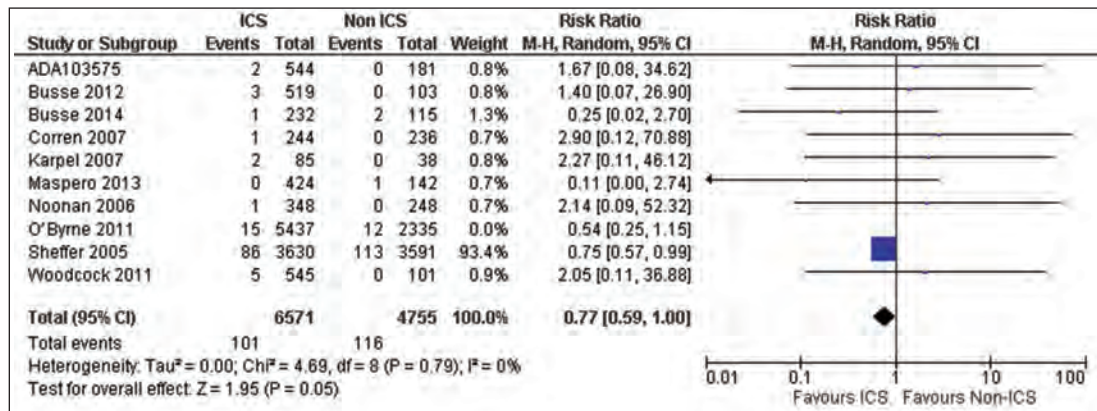 ICS Non ICS Risk Ratio Risk Ratio
Study or Subgroup Events Total Events Total Weight M-H, Random, 95% CI M-H, Random, 95% CI
ADA103575 2 544 0 181 0.8% 1.67 [0.08, 34.62]
Busse 2012 3 519 0 103 0.8% 1.40 [0.07, 26.90]
Busse 2014 1 232 2 115 1.3% 0.25 [0.02, 2.70]
Corren 2007 1 244 0 236 0.7% 2.90 [0.12, 70.88]
Karpel 2007 2 85 0 38 0.8% 2.27 [0.11, 46.12]
Maspero 2013 0 424 1 142 0.7% 0.11 [0.00, 2.74]
Noonan 2006 1 348 0 248 0.7% 2.14 [0.09, 52.32]
O'Byrne 2011 15 5437 12 2335 0.0% 0.54 [0.25, 1.15]
Sheffer 2005 86 3630 113 3591 93.4% 0.75 [0.57, 0.99]
Woodcock 2011 5 545 0 101 0.9% 2.05 [0.11, 36.88]
Total (95% CI) 6571 4755 100.0% 0.77 [0.59, 1.00]
Total events 101 116
Heterogeneity: Tau² = 0.00; Chi² = 4.69, df = 8 (P = 0.79); I² = 0%
Test for overall effect: Z = 1.95 (P = 0.05)
0.01 0.1 1 10 100
Favours ICS Favours Non-ICS